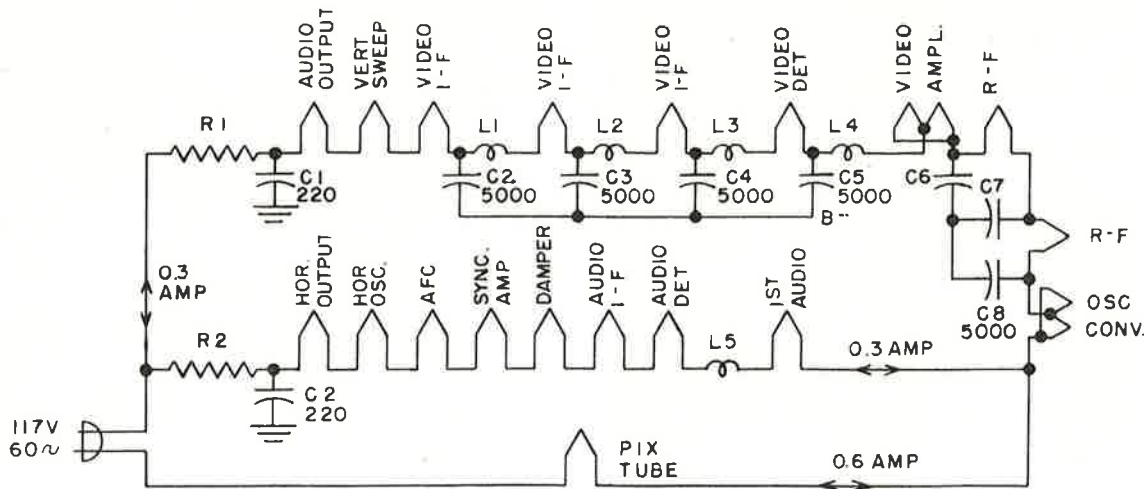 AUDIO
OUTPUT
VERT
SWEEP
VIDEO
I-F
VIDEO
I-F
VIDEO
I-F
VIDEO
DET
VIDEO
AMPL.
R-F
R1
L1
L2
L3
L4
C1
220
C2
5000
C3
5000
C4
5000
C5
5000
C6
C7
B--
R-F
0.3
AMP
HOR.
OUTPUT
HOR
OSC.
AFC
SYNC.
AMP
DAMPER
AUDIO
I-F
AUDIO
DET
1ST
AUDIO
C8
5000
OSC
CONV.
R2
L5
0.3 AMP
C2
220
117V
60~
PIX
TUBE
0.6 AMP